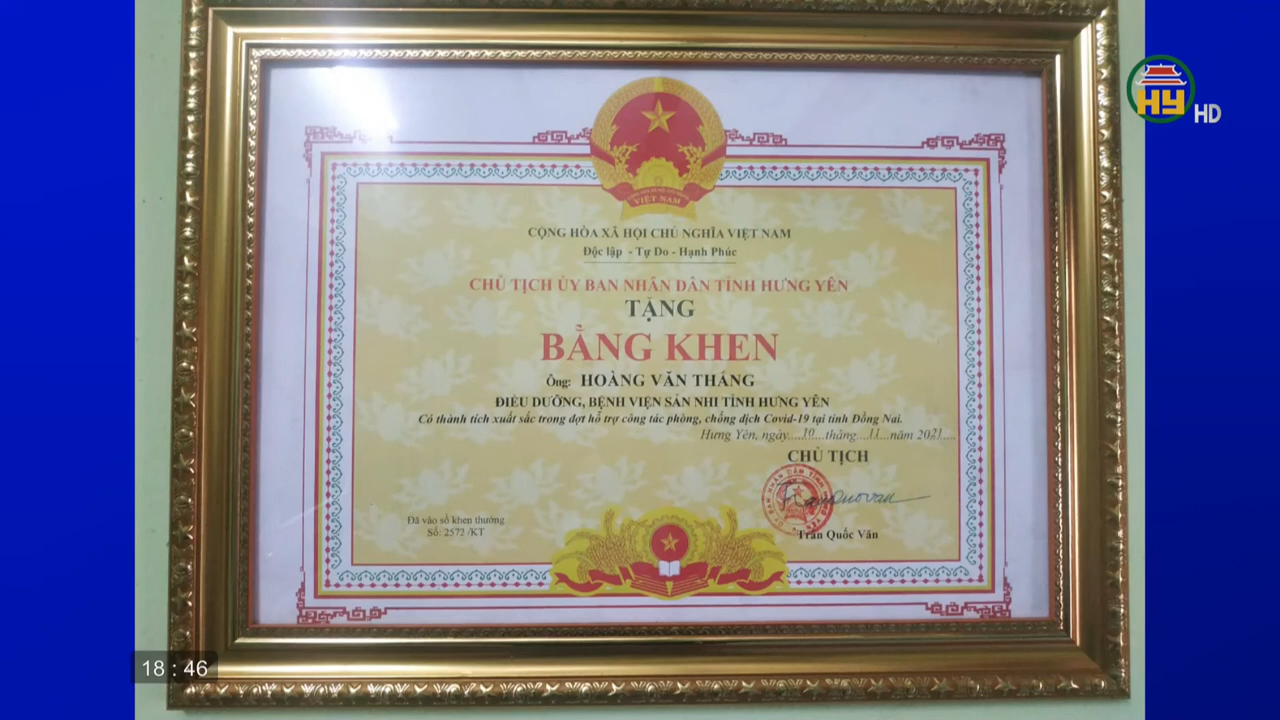 HY HD
VIỆT NAM
CỘNG HÒA XÃ HỘI CHỦ NGHĨA VIỆT NAM
Độc lập - Tự Do - Hạnh Phúc
CHỦ TỊCH ỦY BAN NHÂN DÂN TỈNH HƯNG YÊN
TẶNG
BẰNG KHEN
Ông: HOÀNG VĂN THẮNG
ĐIỀU DƯỠNG, BỆNH VIỆN SẢN NHI TỈNH HƯNG YÊN
Có thành tích xuất sắc trong đợt hỗ trợ công tác phòng, chống dịch Covid-19 tại tỉnh Đồng Nai.
Hưng Yên, ngày....10....tháng...11...năm 2021....
CHỦ TỊCH
Đã vào sổ khen thưởng
Số: 2572 /KT
Trần Quốc Văn
18 : 46